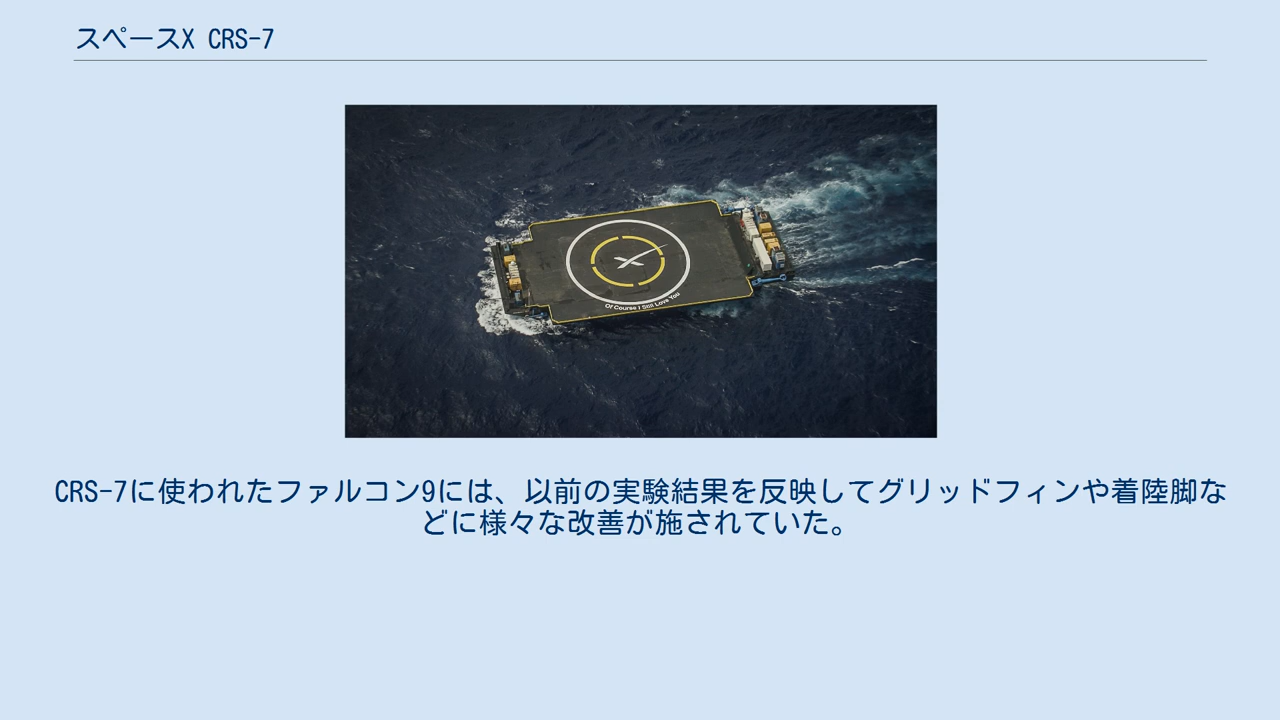 スペースX CRS-7
Of Course I Still Love You
CRS-7に使われたファルコン9には、以前の実験結果を反映してグリッドフィンや着陸脚な
どに様々な改善が施されていた。